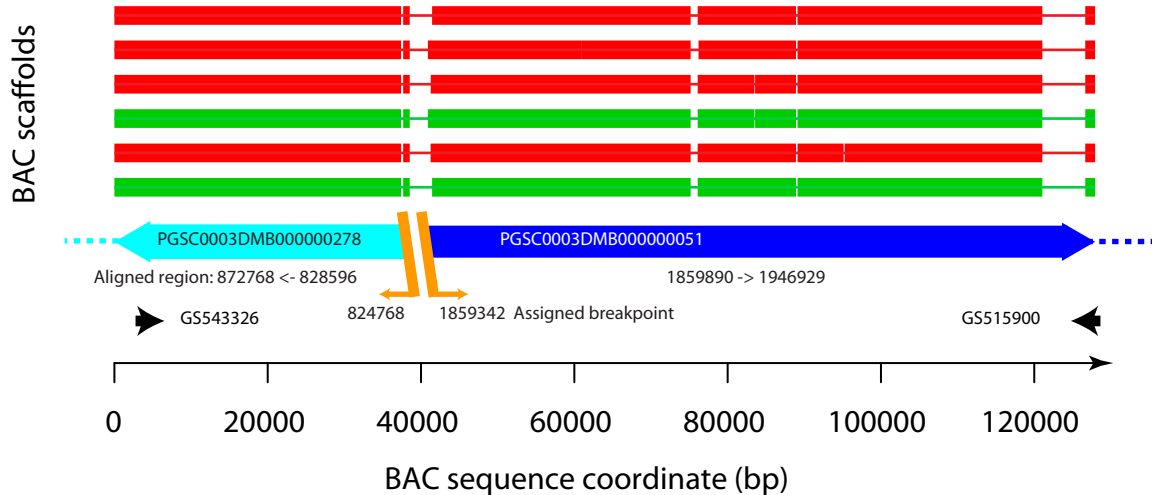 BAC scaffolds
PGSC0003DMB000000278
PGSC0003DMB000000051
Aligned region: 872768 <- 828596
1859890 -> 1946929
824768
1859342 Assigned breakpoint
GS543326
GS515900
0 20000 40000 60000 80000 100000 120000
BAC sequence coordinate (bp)